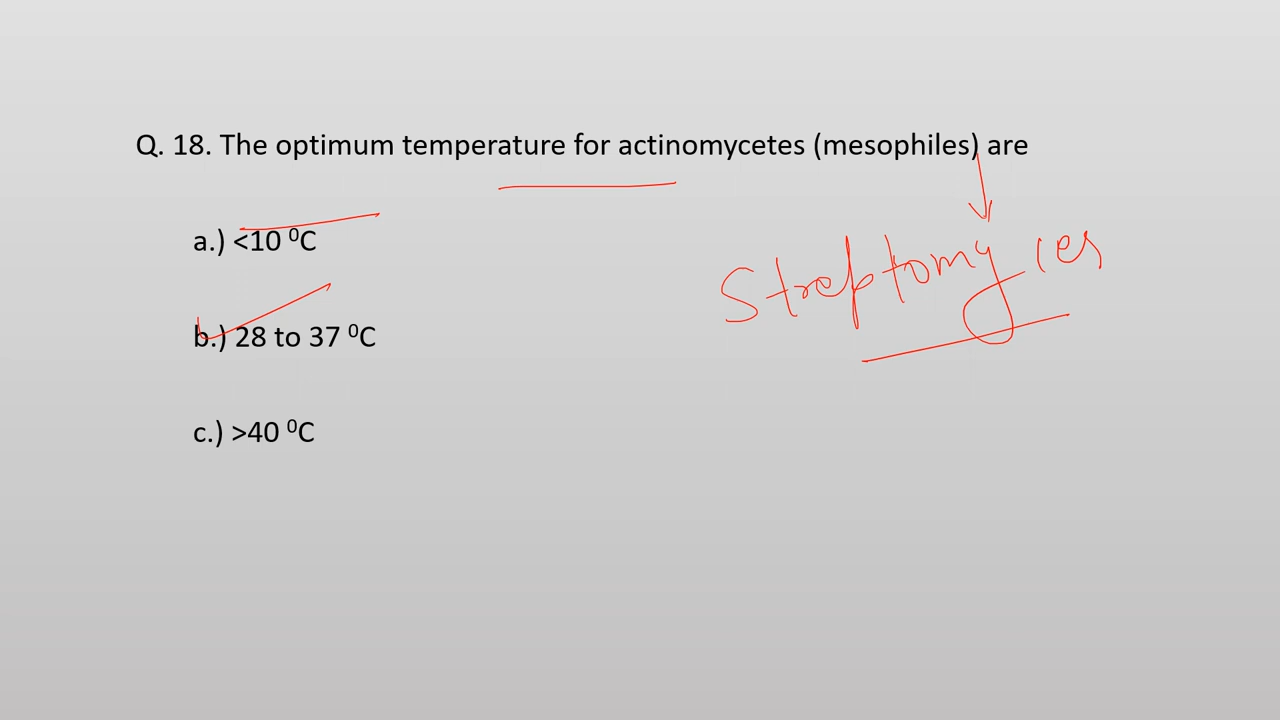 Q. 18. The optimum temperature for actinomycetes (mesophiles) are
a.) <10 ⁰C
Streptomyces
b.) 28 to 37 ⁰C
c.) >40 ⁰C